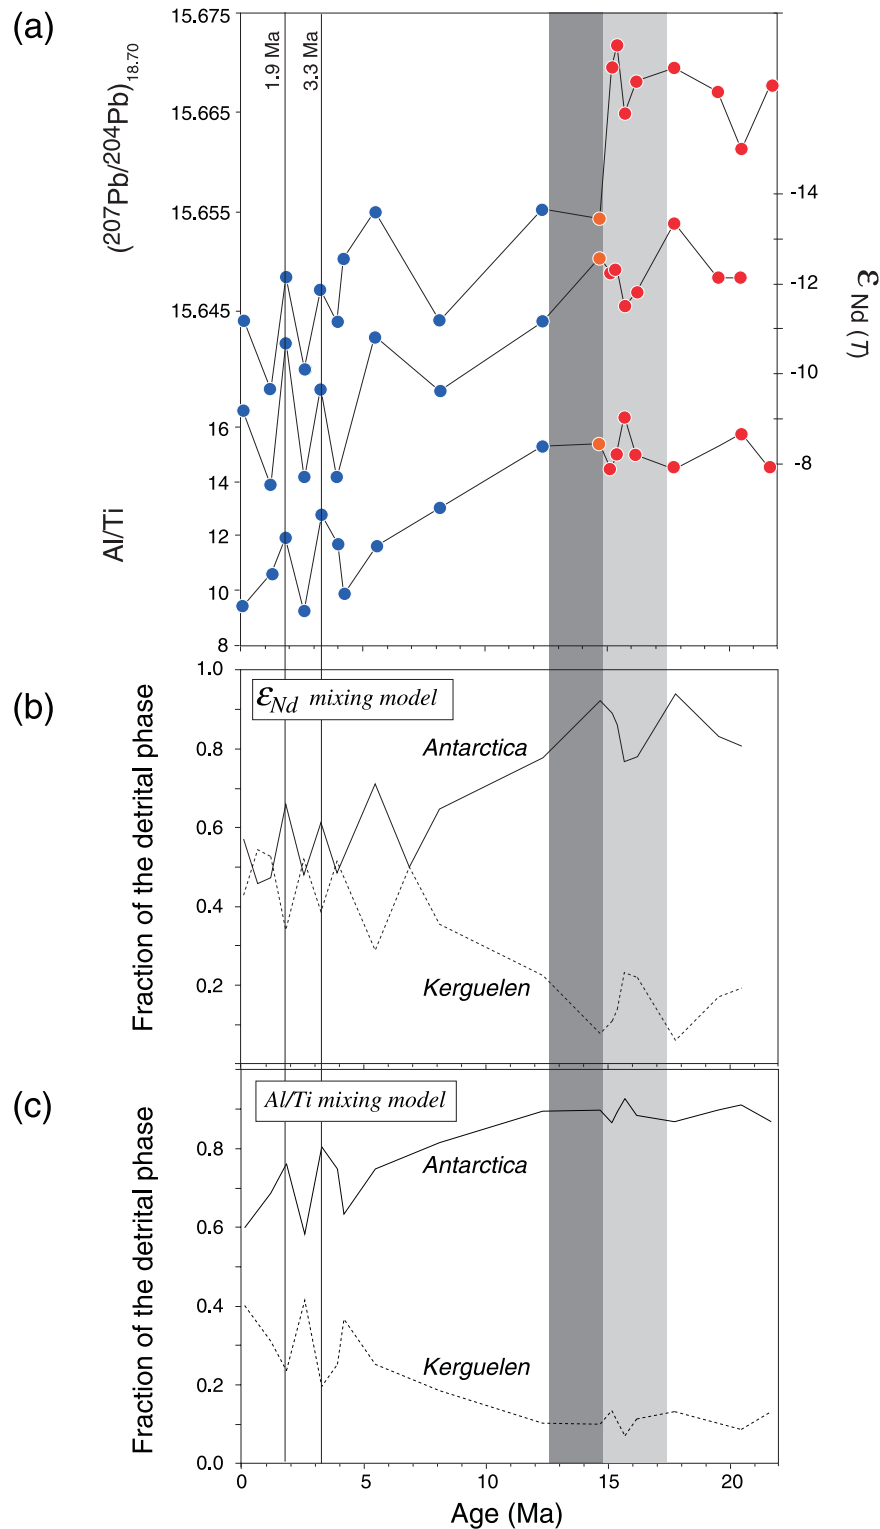 (a)
(207Pb/204Pb)18.70
15.675
15.665
15.655
15.645
1.9 Ma
3.3 Ma
-14
-12
-10
-8
εNd (T)
Al/Ti
16
14
12
10
8
(b)
Fraction of the detrital phase
1.0
0.8
0.6
0.4
0.2
εNd mixing model
Antarctica
Kerguelen
(c)
Fraction of the detrital phase
0.8
0.6
0.4
0.2
0.0
Al/Ti mixing model
Antarctica
Kerguelen
0 5 10 15 20
Age (Ma)